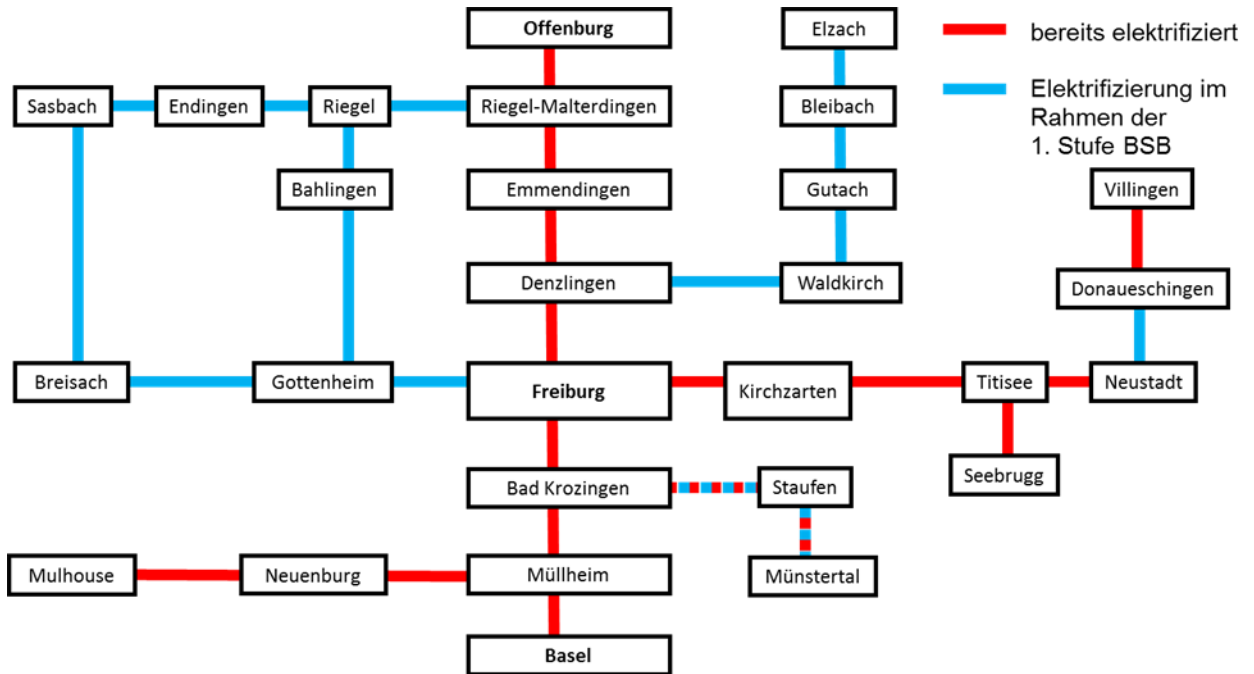 Offenburg
Elzach
bereits elektrifiziert
Sasbach
Endingen
Riegel
Riegel-Malterdingen
Bleibach
Elektrifizierung im
Rahmen der
1. Stufe BSB
Bahlingen
Emmendingen
Gutach
Villingen
Denzlingen
Waldkirch
Donaueschingen
Breisach
Gottenheim
Freiburg
Kirchzarten
Titisee
Neustadt
Bad Krozingen
Staufen
Seebrugg
Mulhouse
Neuenburg
Müllheim
Münstertal
Basel